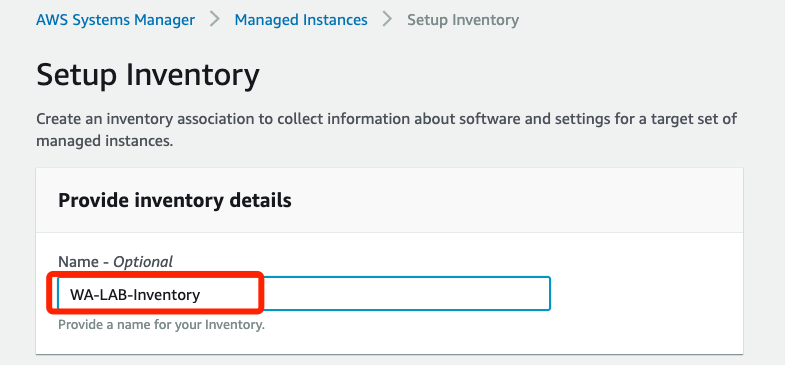 AWS Systems Manager > Managed Instances > Setup Inventory
Setup Inventory
Create an inventory association to collect information about software and settings for a target set of
managed instances.
Provide inventory details
Name - Optional
WA-LAB-Inventory
Provide a name for your Inventory.